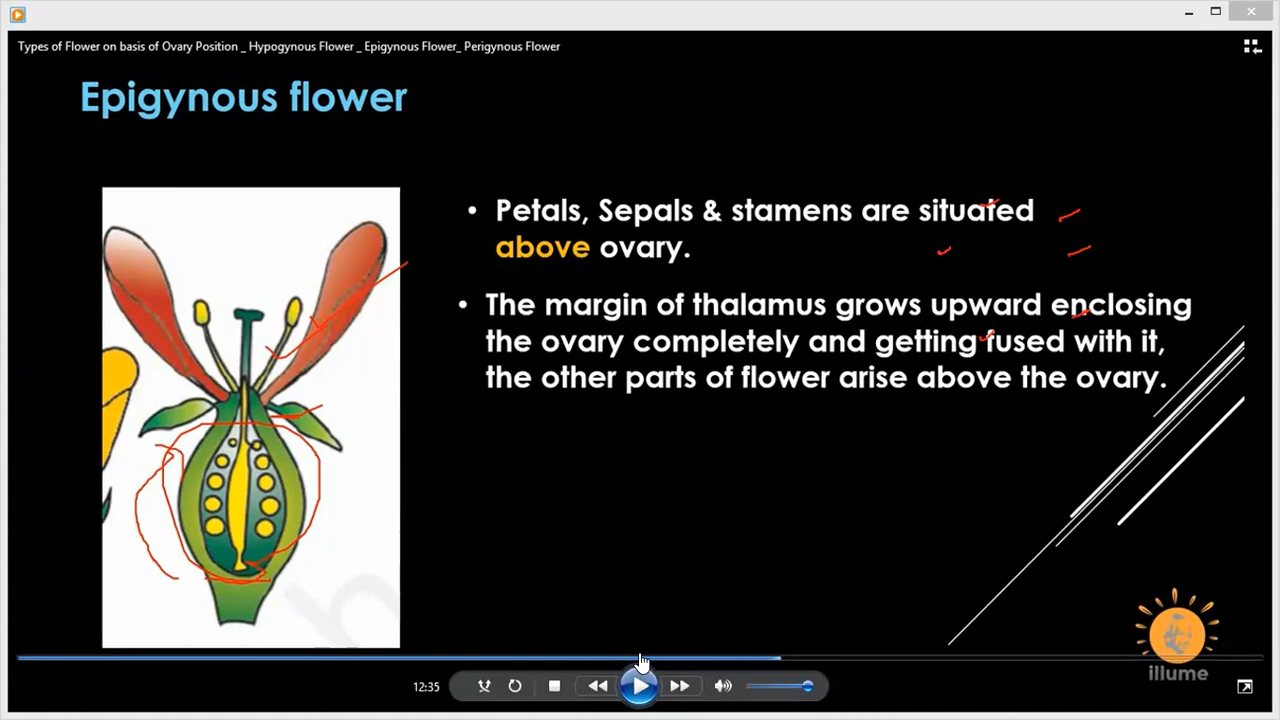 Types of Flower on basis of Ovary Position _ Hypogynous Flower _ Epigynous Flower_ Perigynous Flower
Epigynous flower
• Petals, Sepals & stamens are situated
above ovary.
• The margin of thalamus grows upward enclosing
the ovary completely and getting fused with it,
the other parts of flower arise above the ovary.
illume
12:35